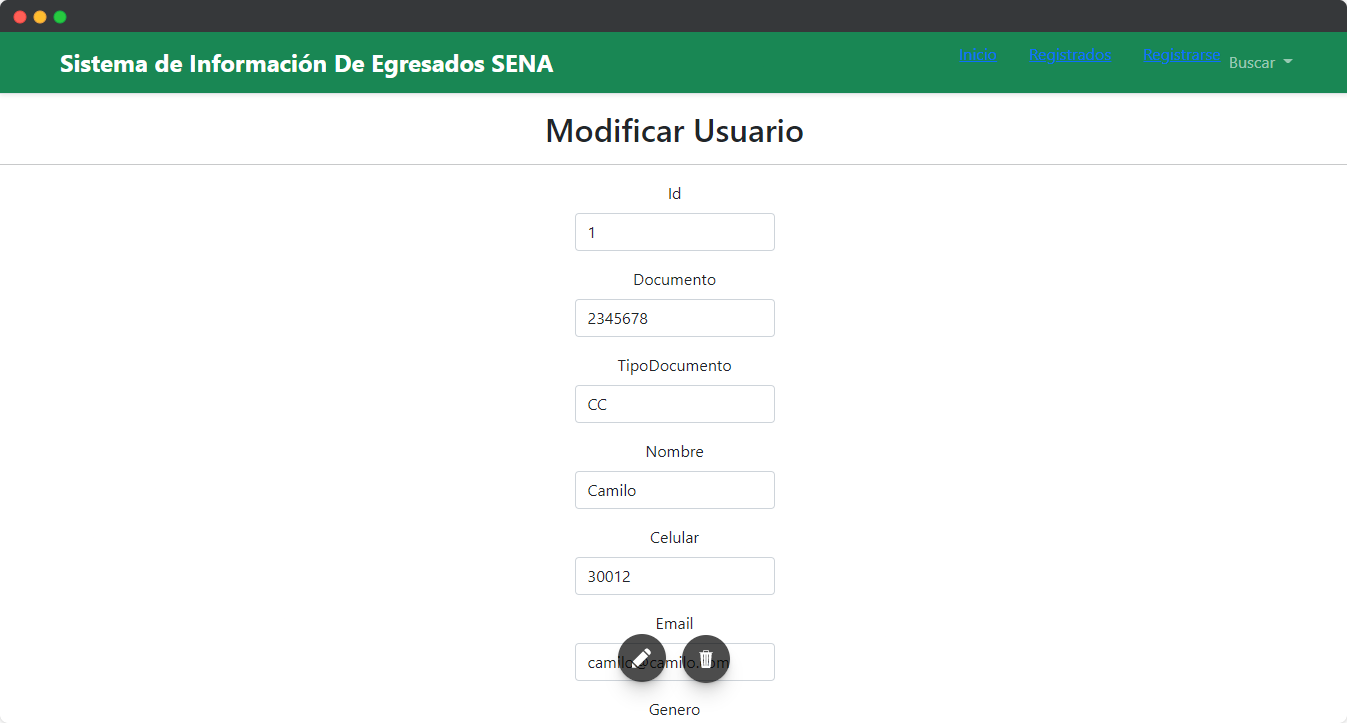 Sistema de Información De Egresados SENA
Inicio Registrados Registrarse Buscar
Modificar Usuario
Id
1
Documento
2345678
TipoDocumento
CC
Nombre
Camilo
Celular
30012
Email
camilo@camilo.com
Genero